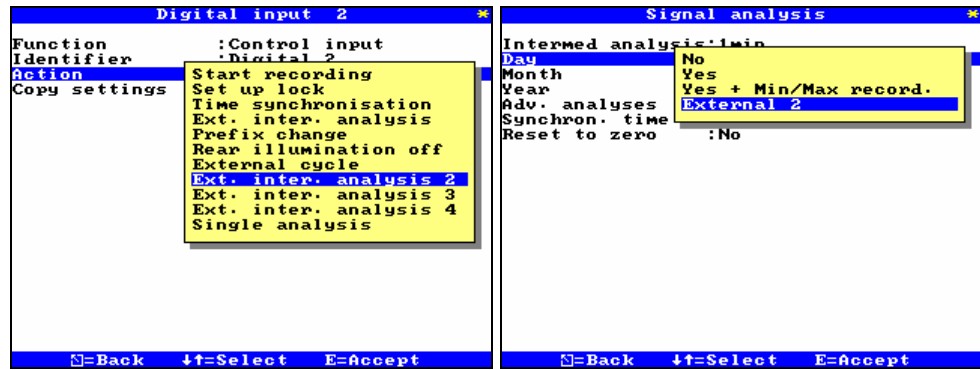 Digital input 2 *
Function :Control input
Identifier :Digital 2
Action
Copy settings
Start recording
Set up lock
Time synchronisation
Ext. inter. analysis
Prefix change
Rear illumination off
External cycle
Ext. inter. analysis 2
Ext. inter. analysis 3
Ext. inter. analysis 4
Single analysis
=Back ↓↑=Select E=Accept
Signal analysis *
Intermed analysis:1min
Day
Month
Year
Adv. analyses
Synchron. time
Reset to zero :No
No
Yes
Yes + Min/Max record.
External 2
=Back ↓↑=Select E=Accept